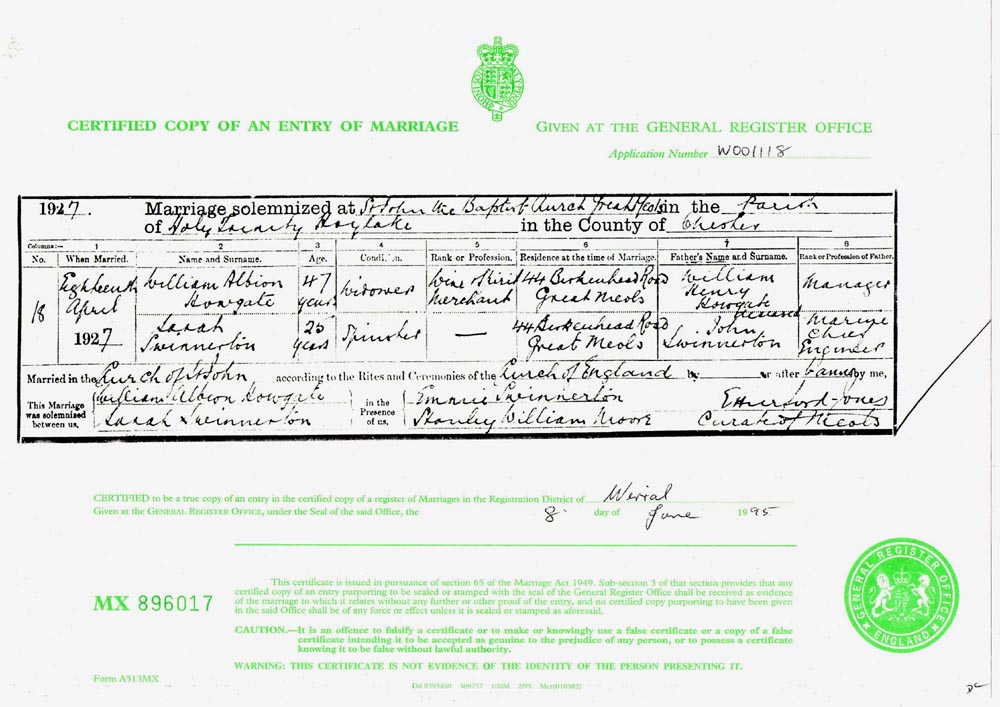 CERTIFIED COPY OF AN ENTRY OF MARRIAGE
GIVEN AT THE GENERAL REGISTER OFFICE
Application Number W001118
1927. Marriage solemnized at St John the Baptist Church Great Meols in the Parish
of Holy Trinity Hoylake in the County of Chester
Columns:— 1 2 3 4 5 6 7 8
No. When Married. Name and Surname. Age. Condition. Rank or Profession. Residence at the time of Marriage. Father's Name and Surname. Rank or Profession of Father.
18 Eighteenth April 1927
William Albion Howgate 47 years Widower Wine Spirit Merchant 44 Birkenhead Road Great Meols William Henry Howgate deceased Manager
Sarah Swinnerton 25 years Spinster — 44 Birkenhead Road Great Meols John Swinnerton Marine Chief Engineer
Married in the Church of St John according to the Rites and Ceremonies of the Church of England by or after Banns by me,
This Marriage was solemnized between us,
William Albion Howgate
Sarah Swinnerton
in the Presence of us,
Emmie Swinnerton
Stanley William Moore
Curate of Meols
CERTIFIED to be a true copy of an entry in the certified copy of a register of Marriages in the Registration District of Wirral
Given at the GENERAL REGISTER OFFICE, under the Seal of the said Office, the 8 day of June 1995
MX 896017
This certificate is issued in pursuance of section 65 of the Marriage Act 1949. Sub-section 3 of that section provides that any
certified copy of an entry purporting to be sealed or stamped with the seal of the General Register Office shall be received as evidence
of the marriage to which it relates without any further or other proof of the entry, and no certified copy purporting to have been given
in the said Office shall be of any force or effect unless it is sealed or stamped as aforesaid.
CAUTION.—It is an offence to falsify a certificate or to make or knowingly use a false certificate or a copy of a false
certificate intending it to be accepted as genuine to the prejudice of any person, or to possess a certificate
knowing it to be false without lawful authority.
WARNING: THIS CERTIFICATE IS NOT EVIDENCE OF THE IDENTITY OF THE PERSON PRESENTING IT.
GENERAL REGISTER OFFICE
ENGLAND
Form A513MX